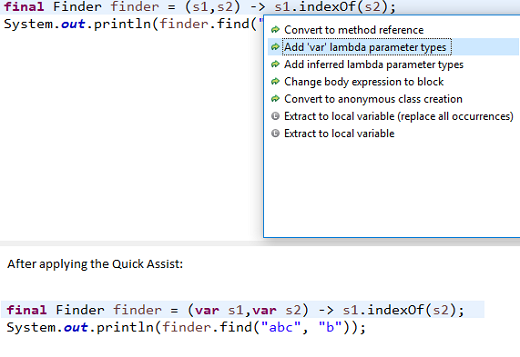 final Finder finder = (s1,s2) -> s1.indexOf(s2);
System.out.println(finder.find("
Convert to method reference
Add 'var' lambda parameter types
Add inferred lambda parameter types
Change body expression to block
Convert to anonymous class creation
Extract to local variable (replace all occurrences)
Extract to local variable
After applying the Quick Assist:
final Finder finder = (var s1,var s2) -> s1.indexOf(s2);
System.out.println(finder.find("abc", "b"));